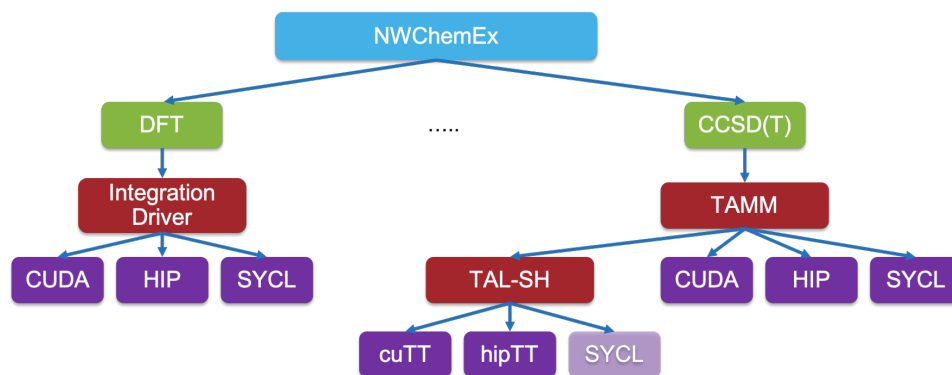 NWChemEx
DFT
.....
CCSD(T)
Integration
Driver
TAMM
CUDA
HIP
SYCL
TAL-SH
CUDA
HIP
SYCL
cuTT
hipTT
SYCL